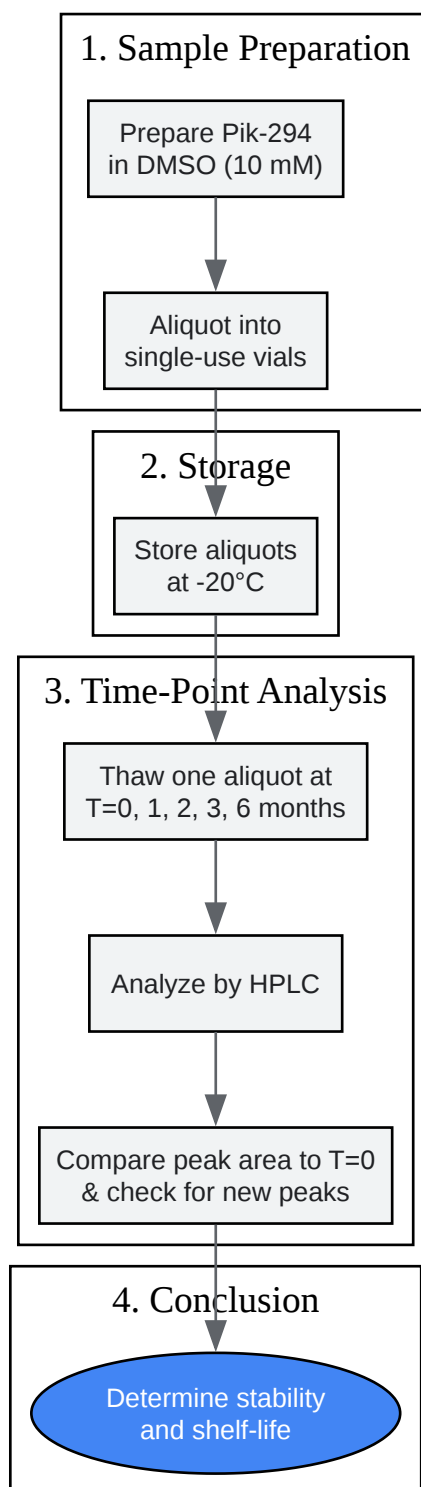 1. Sample Preparation
Prepare Pik-294
in DMSO (10 mM)
Aliquot into
single-use vials
2. Storage
Store aliquots
at -20°C
3. Time-Point Analysis
Thaw one aliquot at
T=0, 1, 2, 3, 6 months
Analyze by HPLC
Compare peak area to T=0
& check for new peaks
4. Conclusion
Determine stability
and shelf-life